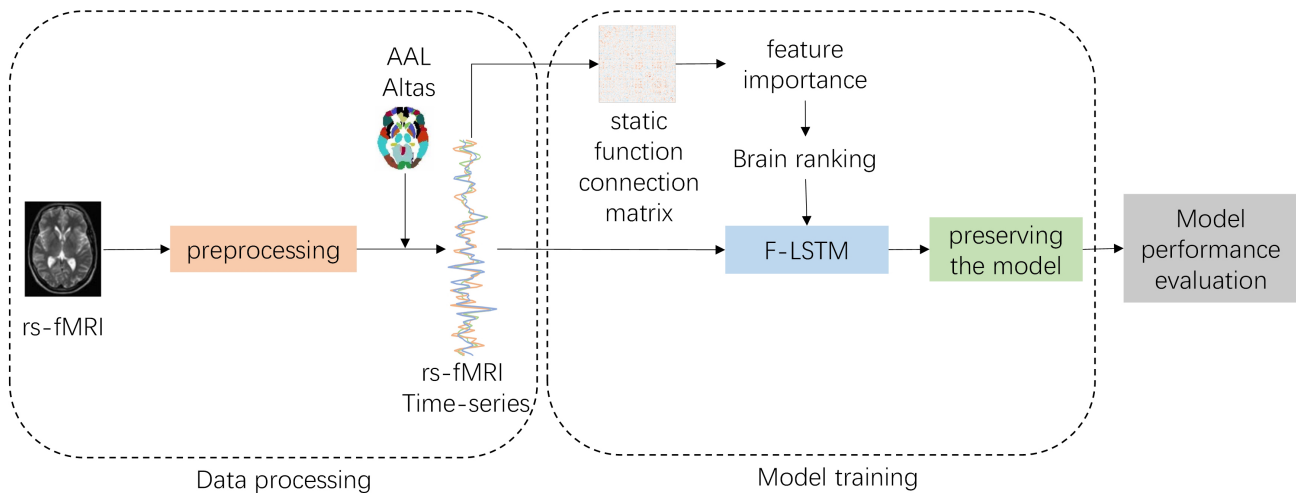 AAL
Altas
rs-fMRI
preprocessing
rs-fMRI
Time-series
Data processing
static
function
connection
matrix
feature
importance
Brain ranking
F-LSTM
preserving
the model
Model training
Model
performance
evaluation